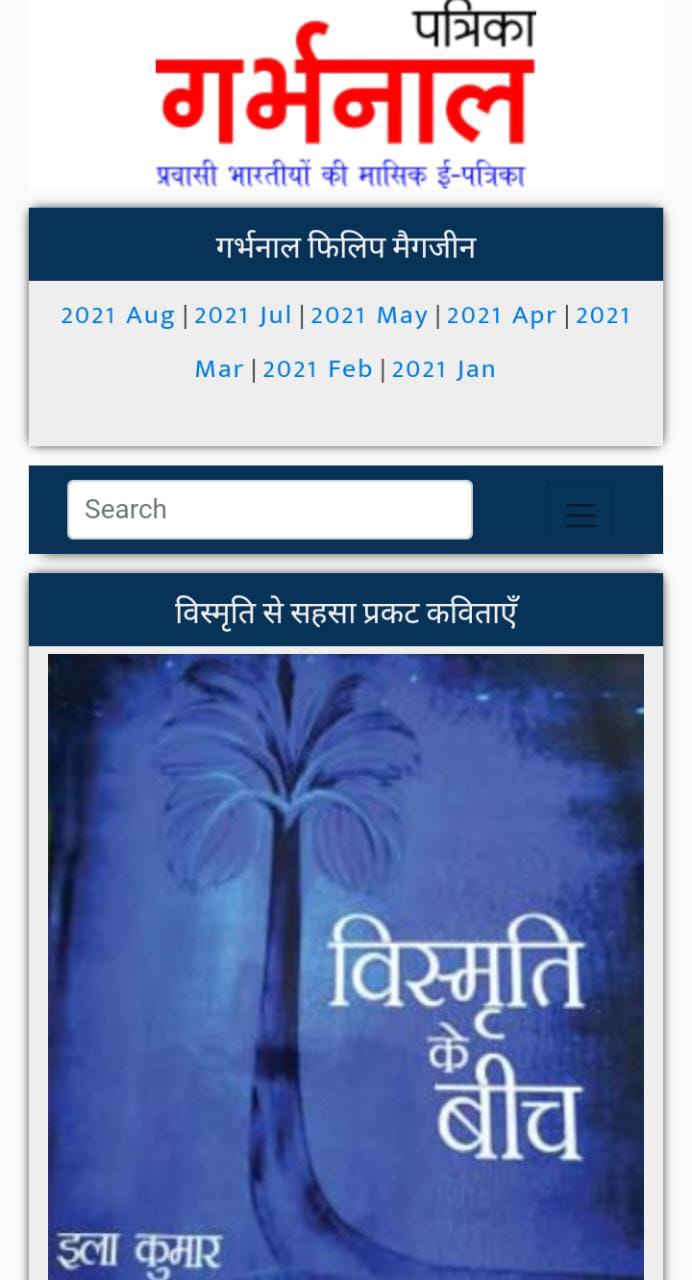 पत्रिका
गर्भनाल
प्रवासी भारतीयों की मासिक ई-पत्रिका
गर्भनाल फिलिप मैगजीन
2021 Aug | 2021 Jul | 2021 May | 2021 Apr | 2021
Mar | 2021 Feb | 2021 Jan
Search
विस्मृति से सहसा प्रकट कविताएँ
विस्मृति
के
बीच
इला कुमार